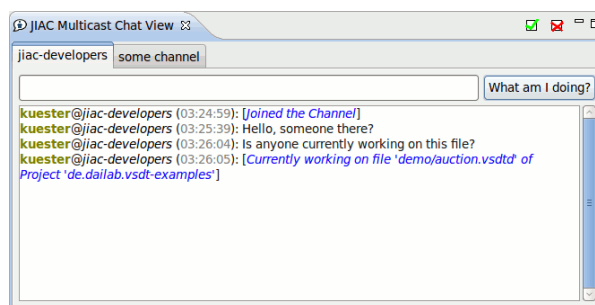 JIAC Multicast Chat View
jiac-developers some channel
What am I doing?
kuester@jiac-developers (03:24:59): [Joined the Channel]
kuester@jiac-developers (03:25:39): Hello, someone there?
kuester@jiac-developers (03:26:04): Is anyone currently working on this file?
kuester@jiac-developers (03:26:05): [Currently working on file 'demo/auction.vsdtd' of
Project 'de.dailab.vsdt-examples']